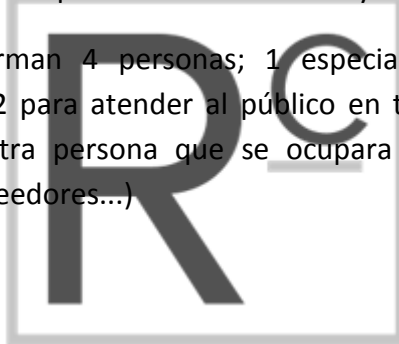 rman 4 personas; 1 especia
2 para atender al público en t
tra persona que se ocupara
eedores...)
R C